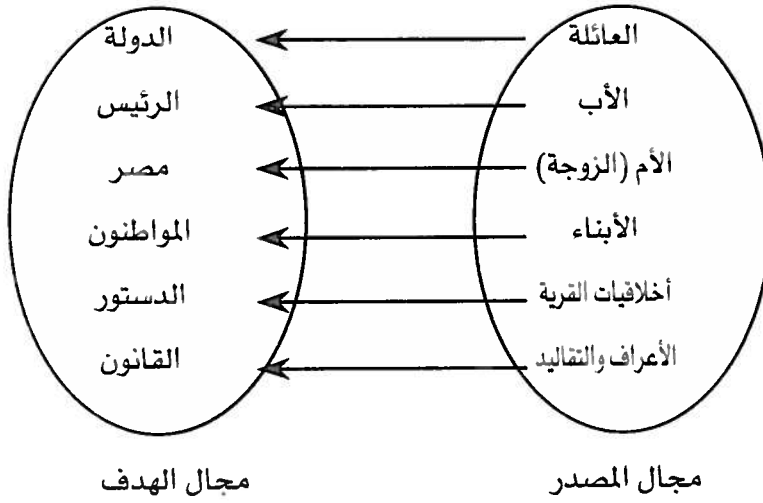 العائلة
الدولة
الأب
الرئيس
الأم (الزوجة)
مصر
الأبناء
المواطنون
أخلاقيات القرية
الدستور
الأعراف والتقاليد
القانون
مجال المصدر
مجال الهدف